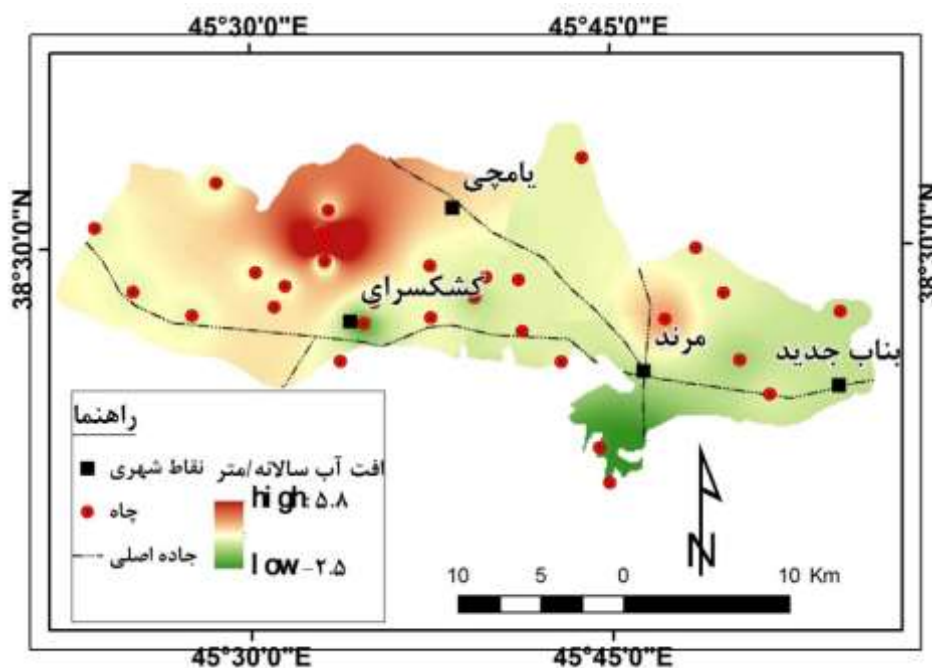 45°30'0"E
45°45'0"E
38°30'0"N
38°30'0"N
یامچی
کشکسرای
مرند
بناب جدید
راهنما
نقاط شهری
افت آب سالانه/متر
چاه
high:۵.۸
low-۲.۵
جاده اصلی
N
10 5 0 10 Km
45°30'0"E
45°45'0"E